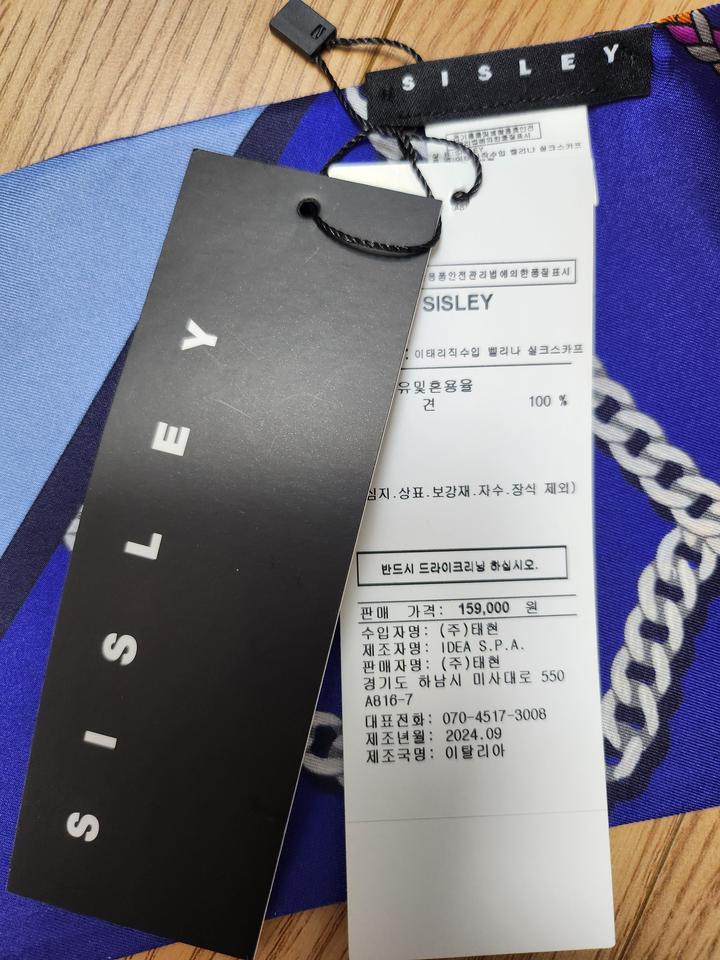 SISLEY
SISLEY
용품안전관리법에의한품질표시
SISLEY
: 이태리직수입 벨리나 실크스카프
유및혼용율
견 100 %
심지.상표.보강재.자수.장식 제외)
반드시 드라이크리닝 하십시오.
판매 가격: 159,000 원
수입자명: (주)태현
제조자명: IDEA S.P.A.
판매자명: (주)태현
경기도 하남시 미사대로 550
A816-7
대표전화: 070-4517-3008
제조년월: 2024.09
제조국명: 이탈리아